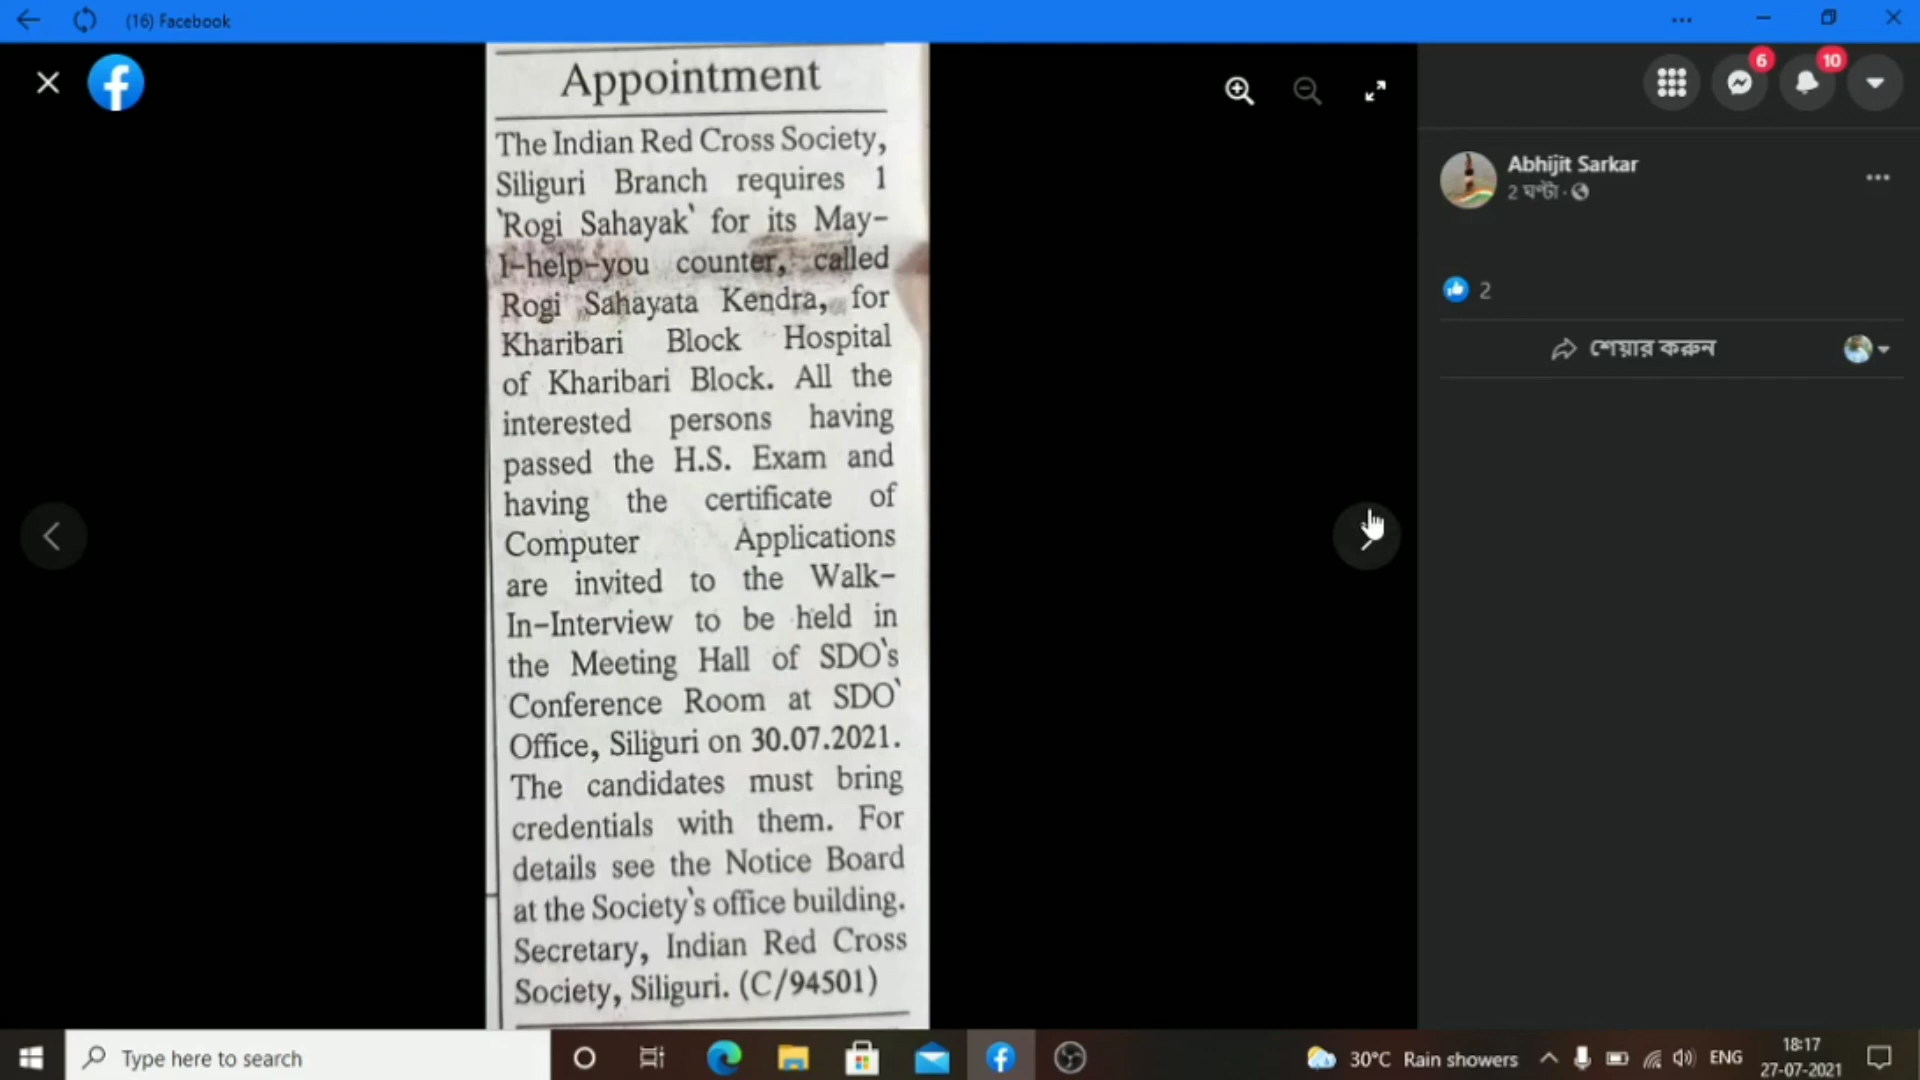 (16) Facebook
Appointment
The Indian Red Cross Society,
Siliguri Branch requires 1
`Rogi Sahayak` for its May-
I-help-you counter, called
Rogi Sahayata Kendra, for
Kharibari Block Hospital
of Kharibari Block. All the
interested persons having
passed the H.S. Exam and
having the certificate of
Computer Applications
are invited to the Walk-
In-Interview to be held in
the Meeting Hall of SDO`s
Conference Room at SDO`
Office, Siliguri on 30.07.2021.
The candidates must bring
credentials with them. For
details see the Notice Board
at the Society`s office building.
Secretary, Indian Red Cross
Society, Siliguri. (C/94501)
6
10
Abhijit Sarkar
2 ঘণ্টা ·
2
শেয়ার করুন
Type here to search
30°C Rain showers
ENG
18:17
27-07-2021